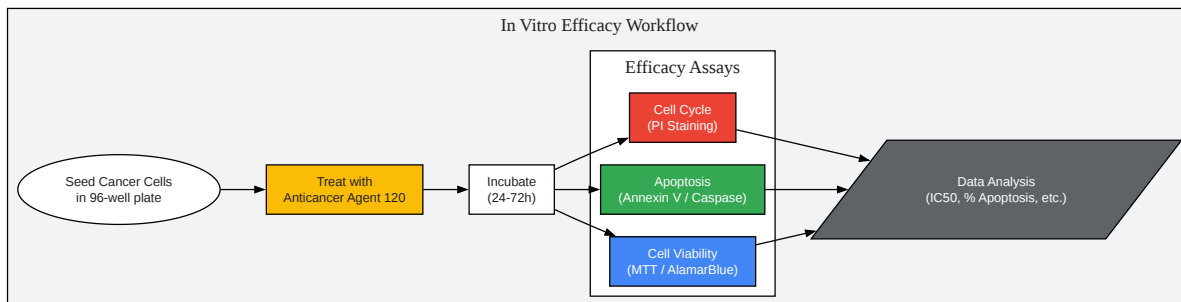 In Vitro Efficacy Workflow
Efficacy Assays
Seed Cancer Cells
in 96-well plate
Treat with
Anticancer Agent 120
Incubate
(24-72h)
Cell Cycle
(PI Staining)
Apoptosis
(Annexin V / Caspase)
Cell Viability
(MTT / AlamarBlue)
Data Analysis
(IC50, % Apoptosis, etc.)